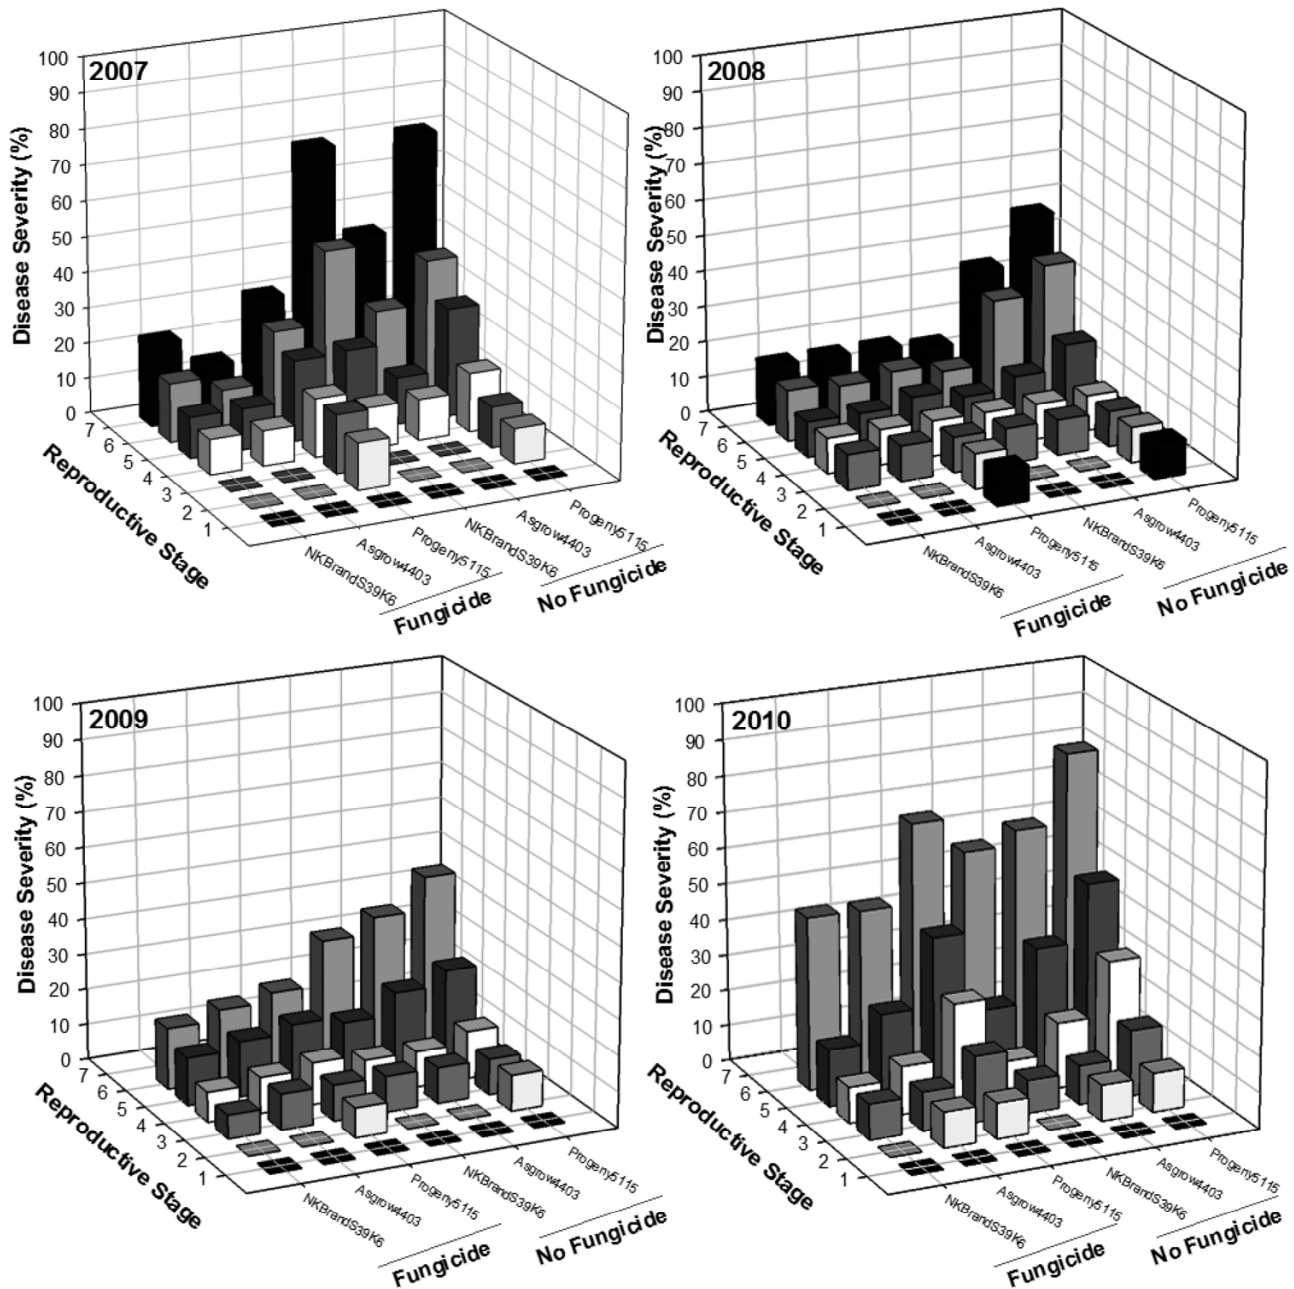 2007
100
90
80
70
60
50
40
30
20
10
0
Disease Severity (%)
7
6
5
4
3
2
1
Reproductive Stage
NKBrandS39K6
Asgrow4403
Progeny5115
NKBrandS39K6
Asgrow4403
Progeny5115
Fungicide
No Fungicide
2008
100
90
80
70
60
50
40
30
20
10
0
Disease Severity (%)
7
6
5
4
3
2
1
Reproductive Stage
NKBrandS39K6
Asgrow4403
Progeny5115
NKBrandS39K6
Asgrow4403
Progeny5115
Fungicide
No Fungicide
2009
100
90
80
70
60
50
40
30
20
10
0
Disease Severity (%)
7
6
5
4
3
2
1
Reproductive Stage
NKBrandS39K6
Asgrow4403
Progeny5115
NKBrandS39K6
Asgrow4403
Progeny5115
Fungicide
No Fungicide
2010
100
90
80
70
60
50
40
30
20
10
0
Disease Severity (%)
7
6
5
4
3
2
1
Reproductive Stage
NKBrandS39K6
Asgrow4403
Progeny5115
NKBrandS39K6
Asgrow4403
Progeny5115
Fungicide
No Fungicide